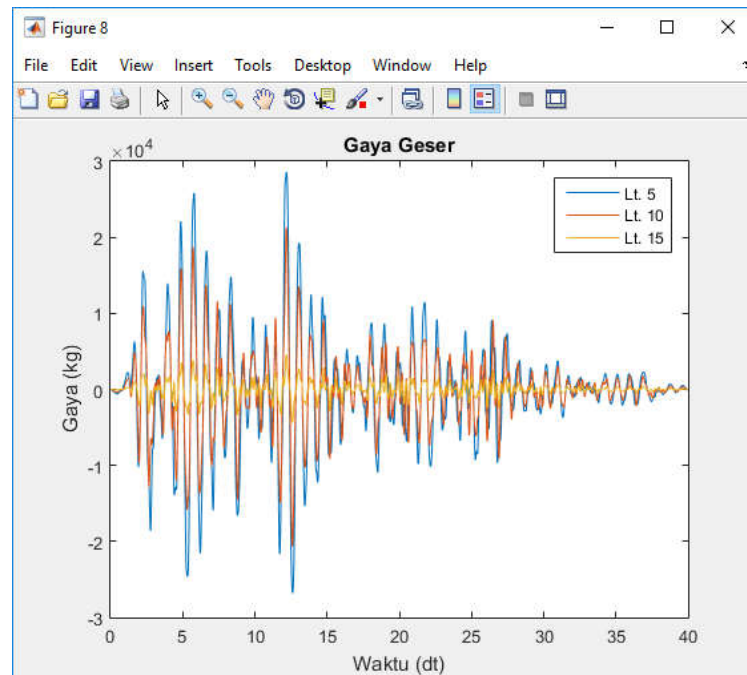 Figure 8
File Edit View Insert Tools Desktop Window Help
×10⁴
Gaya Geser
3
2
1
0
-1
-2
-3
Gaya (kg)
Lt. 5
Lt. 10
Lt. 15
0 5 10 15 20 25 30 35 40
Waktu (dt)